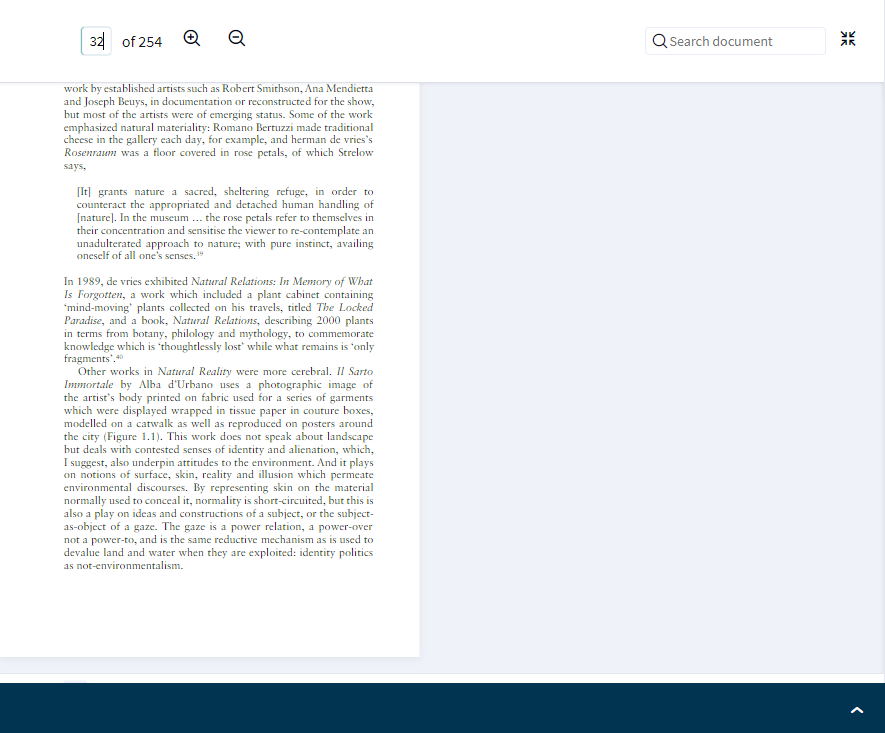 32 of 254
Search document
work by established artists such as Robert Smithson, Ana Mendietta
and Joseph Beuys, in documentation or reconstructed for the show,
but most of the artists were of emerging status. Some of the work
emphasized natural materiality: Romano Bertuzzi made traditional
cheese in the gallery each day, for example, and herman de vries's
Rosenraum was a floor covered in rose petals, of which Strelow
says,
[It] grants nature a sacred, sheltering refuge, in order to
counteract the appropriated and detached human handling of
[nature]. In the museum … the rose petals refer to themselves in
their concentration and sensitise the viewer to re-contemplate an
unadulterated approach to nature; with pure instinct, availing
oneself of all one's senses.39
In 1989, de vries exhibited Natural Relations: In Memory of What
Is Forgotten, a work which included a plant cabinet containing
‘mind-moving’ plants collected on his travels, titled The Locked
Paradise, and a book, Natural Relations, describing 2000 plants
in terms from botany, philology and mythology, to commemorate
knowledge which is ‘thoughtlessly lost’ while what remains is ‘only
fragments’.40
Other works in Natural Reality were more cerebral. Il Sarto
Immortale by Alba d’Urbano uses a photographic image of
the artist’s body printed on fabric used for a series of garments
which were displayed wrapped in tissue paper in couture boxes,
modelled on a catwalk as well as reproduced on posters around
the city (Figure 1.1). This work does not speak about landscape
but deals with contested senses of identity and alienation, which,
I suggest, also underpin attitudes to the environment. And it plays
on notions of surface, skin, reality and illusion which permeate
environmental discourses. By representing skin on the material
normally used to conceal it, normality is short-circuited, but this is
also a play on ideas and constructions of a subject, or the subject-
as-object of a gaze. The gaze is a power relation, a power-over
not a power-to, and is the same reductive mechanism as is used to
devalue land and water when they are exploited: identity politics
as not-environmentalism.